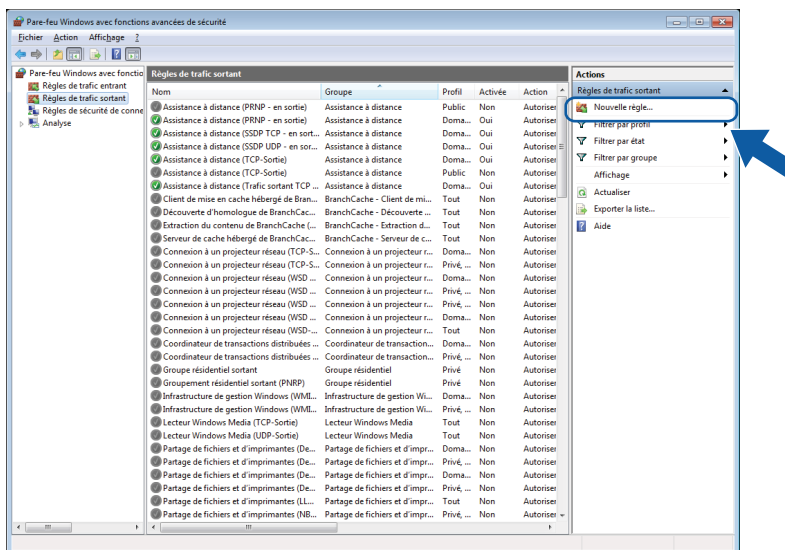 Pare-feu Windows avec fonctions avancées de sécurité
Fichier Action Affichage ?
Pare-feu Windows avec fonctio
Règles de trafic entrant
Règles de trafic sortant
Règles de sécurité de conne
Analyse
Règles de trafic sortant
Nom Groupe Profil Activée Action
Assistance à distance (PRNP - en sortie) Assistance à distance Public Non Autoriser
Assistance à distance (PRNP - en sortie) Assistance à distance Doma... Oui Autoriser
Assistance à distance (SSDP TCP - en sort... Assistance à distance Doma... Oui Autoriser
Assistance à distance (SSDP UDP - en sor... Assistance à distance Doma... Oui Autoriser
Assistance à distance (TCP-Sortie) Assistance à distance Doma... Oui Autoriser
Assistance à distance (TCP-Sortie) Assistance à distance Public Non Autoriser
Assistance à distance (Trafic sortant TCP ... Assistance à distance Doma... Oui Autoriser
Client de mise en cache hébergé de Bran... BranchCache - Client de mi... Tout Non Autoriser
Découverte d'homologue de BranchCac... BranchCache - Découverte ... Tout Non Autoriser
Extraction du contenu de BranchCache (... BranchCache - Extraction d... Tout Non Autoriser
Serveur de cache hébergé de BranchCac... BranchCache - Serveur de c... Tout Non Autoriser
Connexion à un projecteur réseau (TCP-S... Connexion à un projecteur r... Doma... Non Autoriser
Connexion à un projecteur réseau (TCP-S... Connexion à un projecteur r... Privé, ... Non Autoriser
Connexion à un projecteur réseau (WSD ... Connexion à un projecteur r... Doma... Non Autoriser
Connexion à un projecteur réseau (WSD ... Connexion à un projecteur r... Privé, ... Non Autoriser
Connexion à un projecteur réseau (WSD ... Connexion à un projecteur r... Privé, ... Non Autoriser
Connexion à un projecteur réseau (WSD ... Connexion à un projecteur r... Doma... Non Autoriser
Connexion à un projecteur réseau (WSD-... Connexion à un projecteur r... Tout Non Autoriser
Coordinateur de transactions distribuées ... Coordinateur de transaction... Doma... Non Autoriser
Coordinateur de transactions distribuées ... Coordinateur de transaction... Privé, ... Non Autoriser
Groupe résidentiel sortant Groupe résidentiel Privé Non Autoriser
Groupement résidentiel sortant (PNRP) Groupe résidentiel Privé Non Autoriser
Infrastructure de gestion Windows (WMI... Infrastructure de gestion Wi... Doma... Non Autoriser
Infrastructure de gestion Windows (WMI... Infrastructure de gestion Wi... Privé, ... Non Autoriser
Lecteur Windows Media (TCP-Sortie) Lecteur Windows Media Tout Non Autoriser
Lecteur Windows Media (UDP-Sortie) Lecteur Windows Media Tout Non Autoriser
Partage de fichiers et d'imprimantes (De... Partage de fichiers et d'impr... Doma... Non Autoriser
Partage de fichiers et d'imprimantes (De... Partage de fichiers et d'impr... Privé, ... Non Autoriser
Partage de fichiers et d'imprimantes (De... Partage de fichiers et d'impr... Doma... Non Autoriser
Partage de fichiers et d'imprimantes (De... Partage de fichiers et d'impr... Privé, ... Non Autoriser
Partage de fichiers et d'imprimantes (LL... Partage de fichiers et d'impr... Tout Non Autoriser
Partage de fichiers et d'imprimantes (NB... Partage de fichiers et d'impr... Privé, ... Non Autoriser
Actions
Règles de trafic sortant
Nouvelle règle...
Filtrer par profil
Filtrer par état
Filtrer par groupe
Affichage
Actualiser
Exporter la liste...
Aide